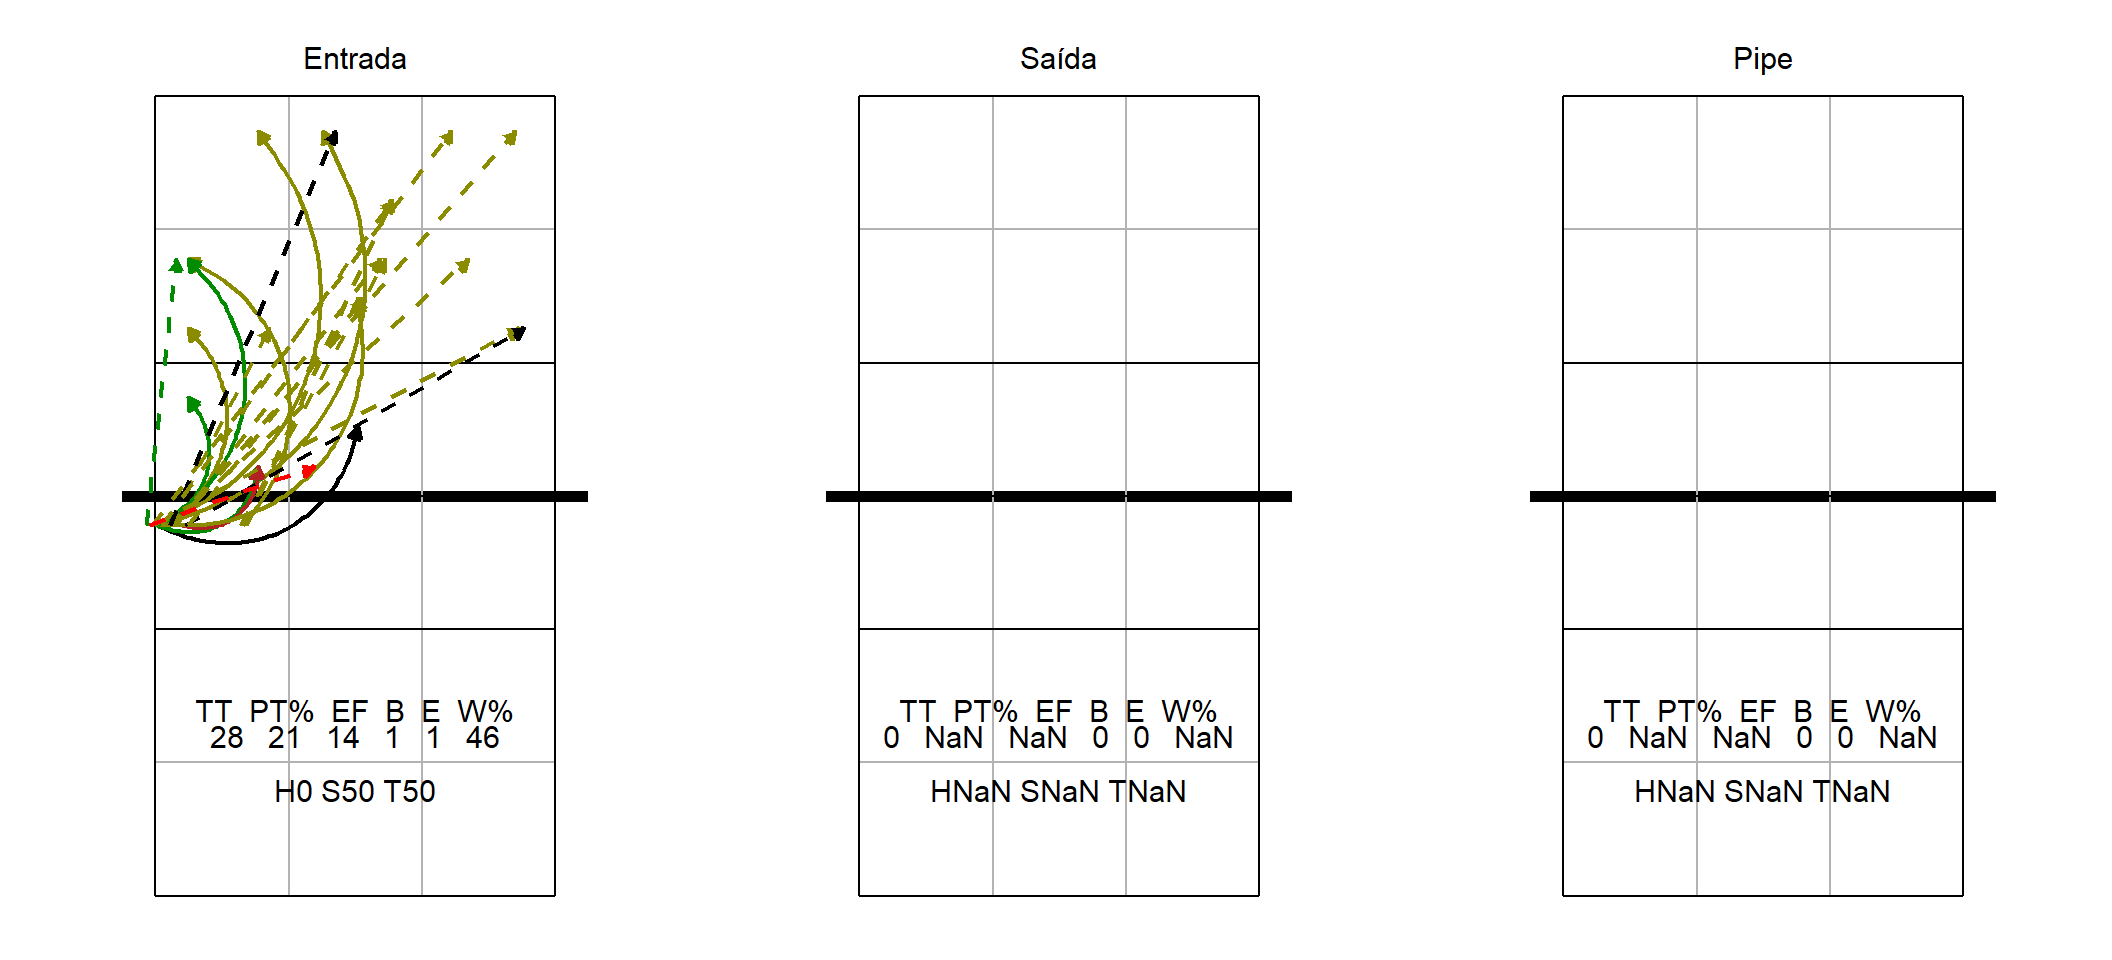 Entrada
TT PT% EF B E W%
28 21 14 1 1 46
H0 S50 T50
Saída
TT PT% EF B E W%
0 NaN NaN 0 0 NaN
HNaN SNaN TNaN
Pipe
TT PT% EF B E W%
0 NaN NaN 0 0 NaN
HNaN SNaN TNaN